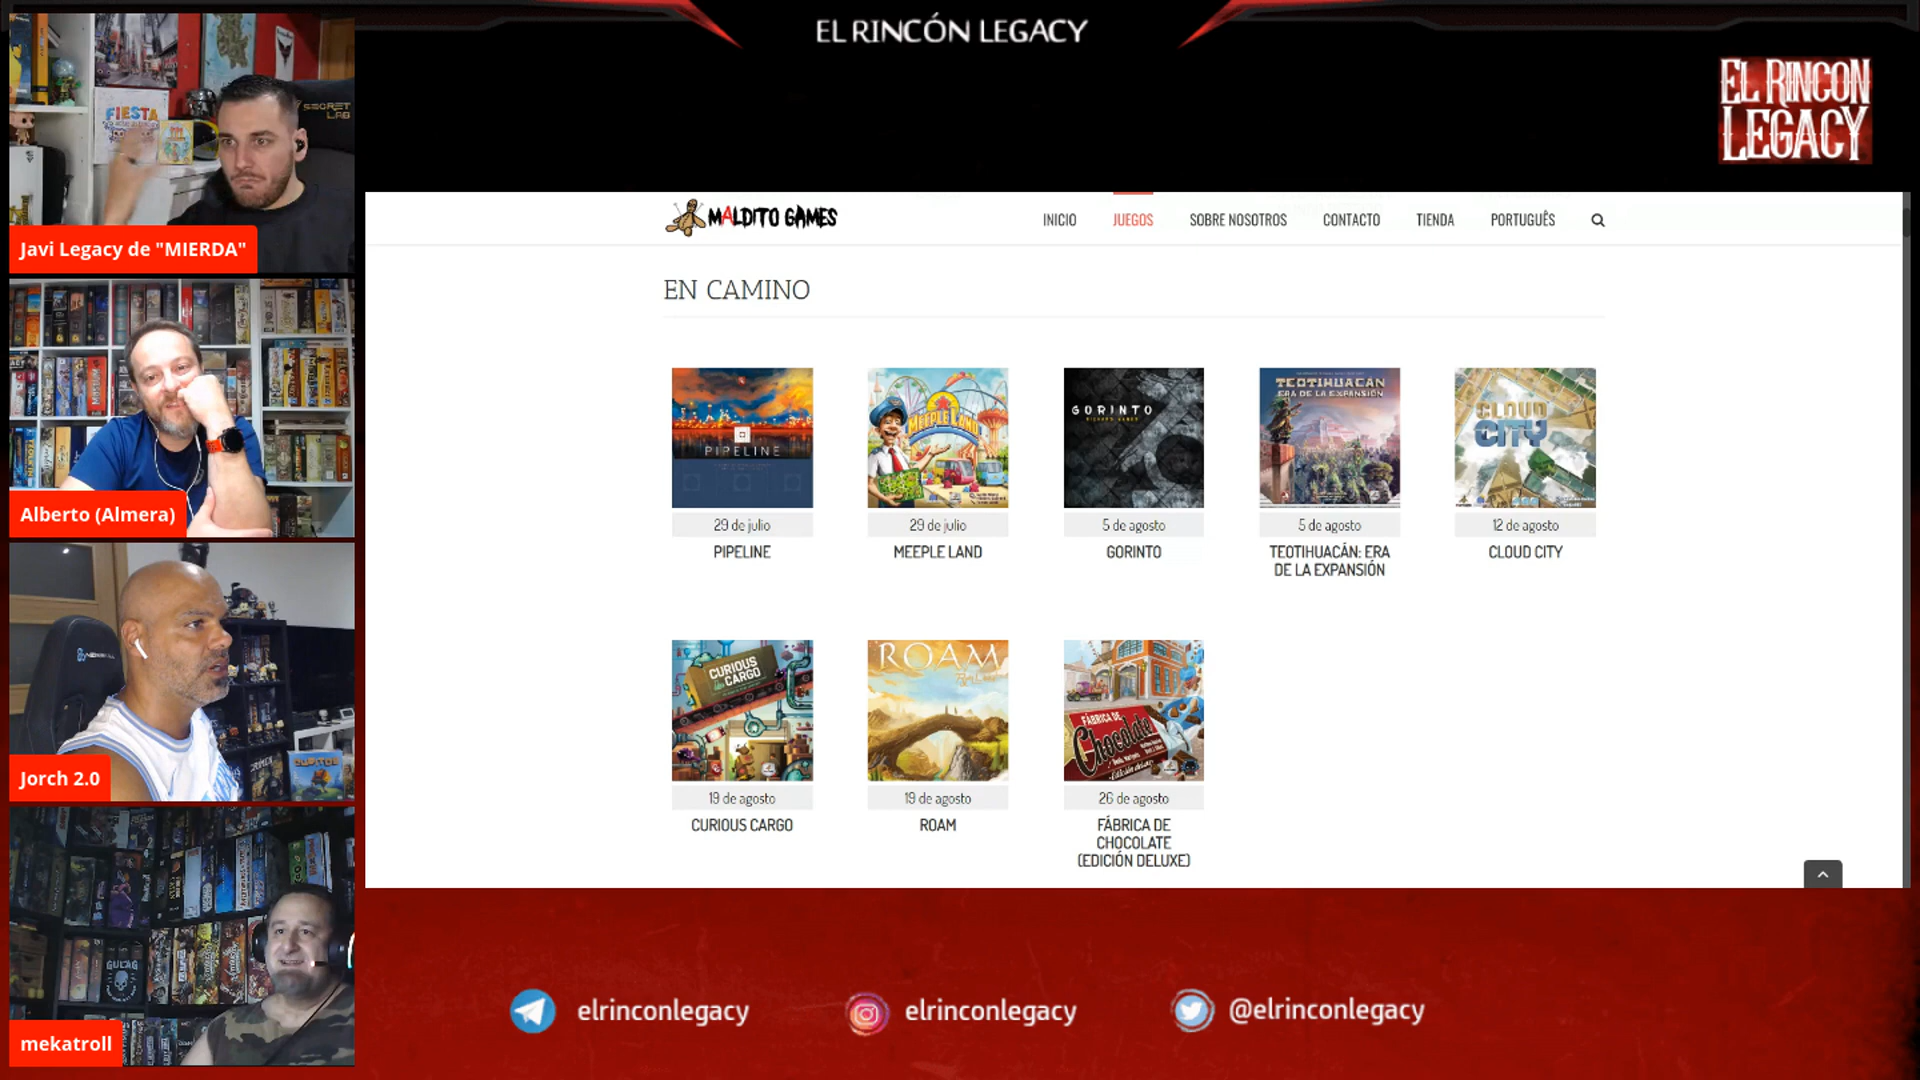 EL RINCÓN LEGACY
EL RINCON
LEGACY
FIESTA
SECRET
LAB
Javi Legacy de "MIERDA"
Alberto (Almera)
Jorch 2.0
GULAG
mekatroll
MALDITO GAMES
INICIO
JUEGOS
SOBRE NOSOTROS
CONTACTO
TIENDA
PORTUGUÊS
EN CAMINO
PIPELINE
29 de julio
PIPELINE
MEEPLE LAND
29 de julio
MEEPLE LAND
GORINTO
5 de agosto
GORINTO
TEOTIHUACÁN
ERA DE LA EXPANSIÓN
5 de agosto
TEOTIHUACÁN: ERA
DE LA EXPANSIÓN
CLOUD
CITY
12 de agosto
CLOUD CITY
CURIOUS
CARGO
19 de agosto
CURIOUS CARGO
ROAM
19 de agosto
ROAM
FÁBRICA DE
Chocolate
26 de agosto
FÁBRICA DE
CHOCOLATE
(EDICIÓN DELUXE)
elrinconlegacy
elrinconlegacy
@elrinconlegacy